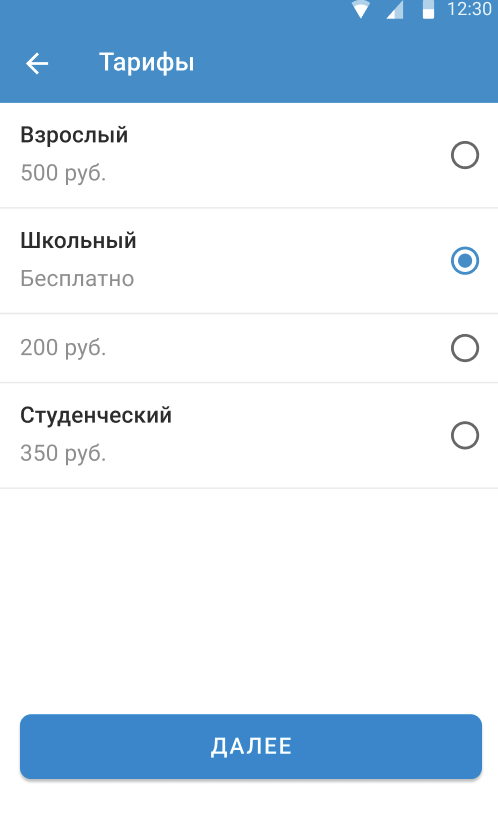 12:30
Тарифы
Взрослый
500 руб.
Школьный
Бесплатно
200 руб.
Студенческий
350 руб.
ДАЛЕЕ